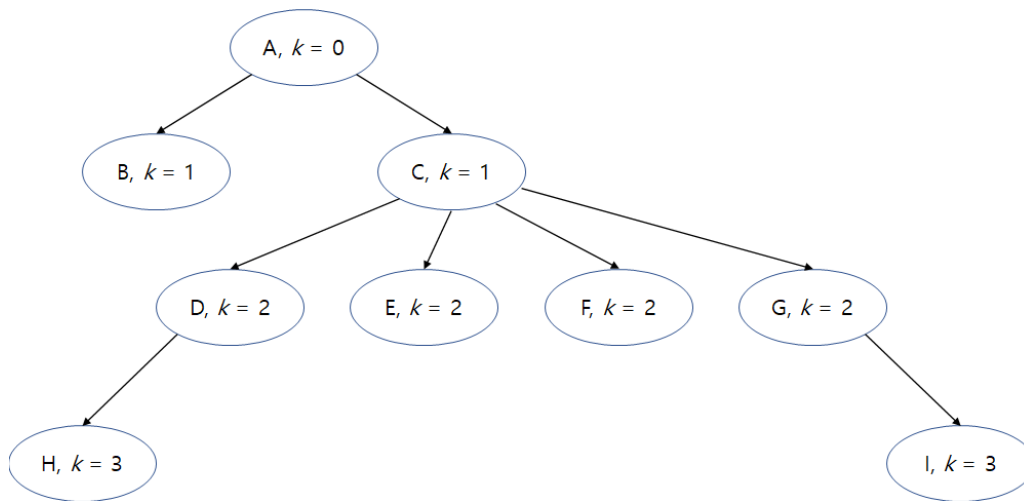 A, k = 0
B, k = 1
C, k = 1
D, k = 2
E, k = 2
F, k = 2
G, k = 2
H, k = 3
I, k = 3